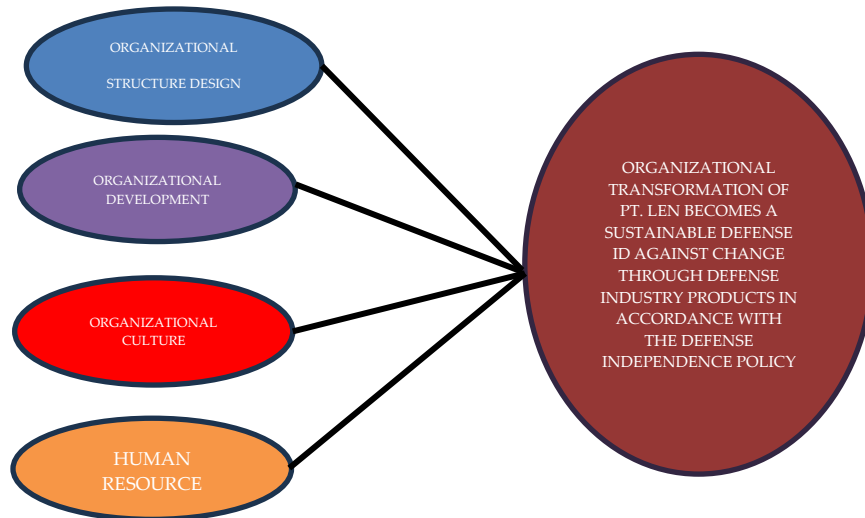 ORGANIZATIONAL
STRUCTURE DESIGN
ORGANIZATIONAL
DEVELOPMENT
ORGANIZATIONAL
CULTURE
HUMAN
RESOURCE
ORGANIZATIONAL
TRANSFORMATION OF
PT. LEN BECOMES A
SUSTAINABLE DEFENSE
ID AGAINST CHANGE
THROUGH DEFENSE
INDUSTRY PRODUCTS IN
ACCORDANCE WITH
THE DEFENSE
INDEPENDENCE POLICY